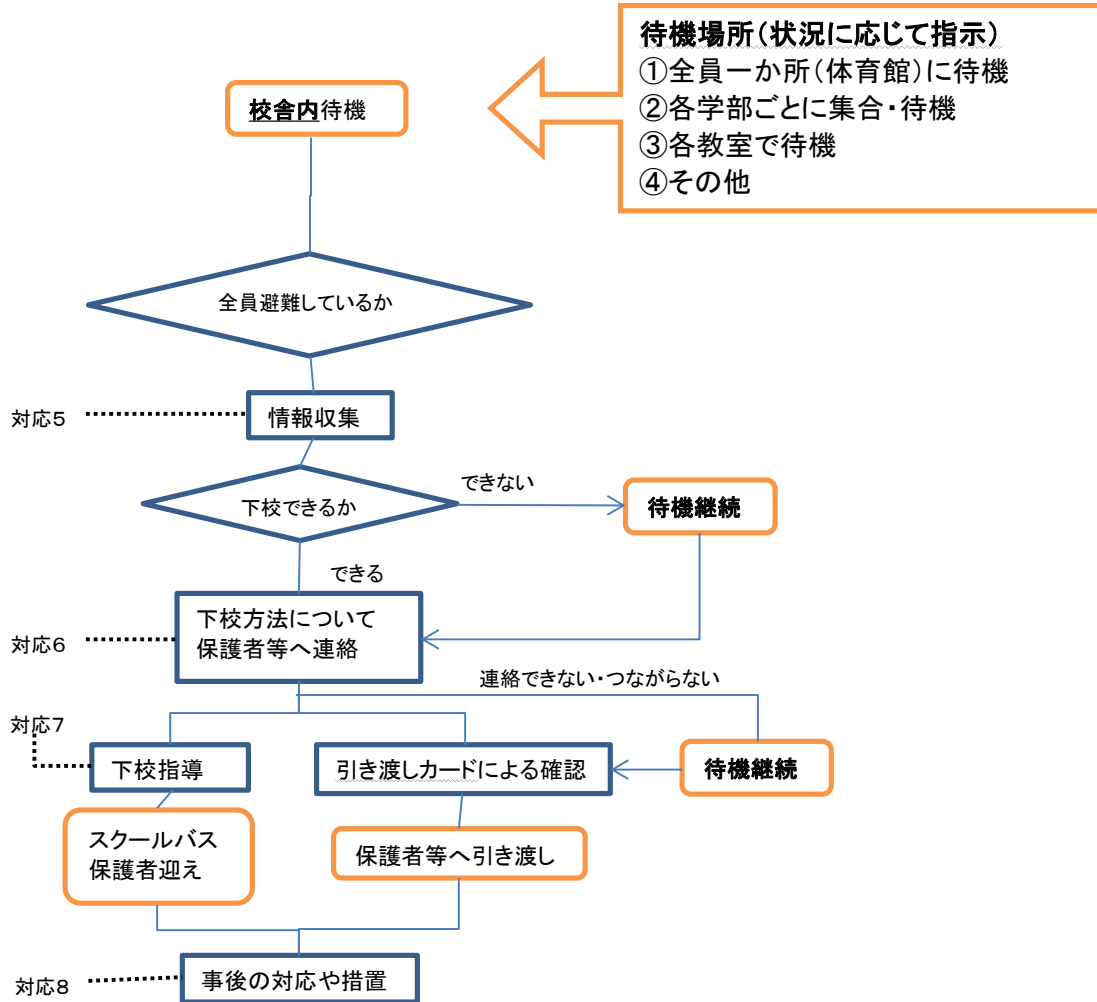 待機場所（状況に応じて指示）
①全員一か所（体育館）に待機
②各学部ごとに集合・待機
③各教室で待機
④その他
校舎内待機
全員避難しているか
対応５
情報収集
下校できるか
できない
待機継続
できる
対応６
下校方法について
保護者等へ連絡
連絡できない・つながらない
対応７
下校指導
引き渡しカードによる確認
待機継続
スクールバス
保護者迎え
保護者等へ引き渡し
対応８
事後の対応や措置